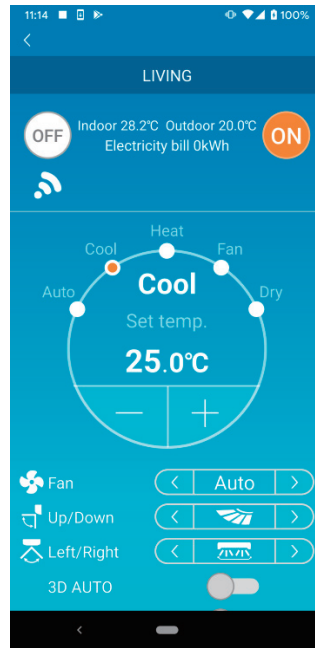 11:14 100%
LIVING
OFF Indoor 28.2℃ Outdoor 20.0℃ ON
Electricity bill 0kWh
Heat
Cool Fan
Auto Cool Dry
Set temp.
25.0℃
− +
Fan < Auto >
Up/Down < >
Left/Right < >
3D AUTO